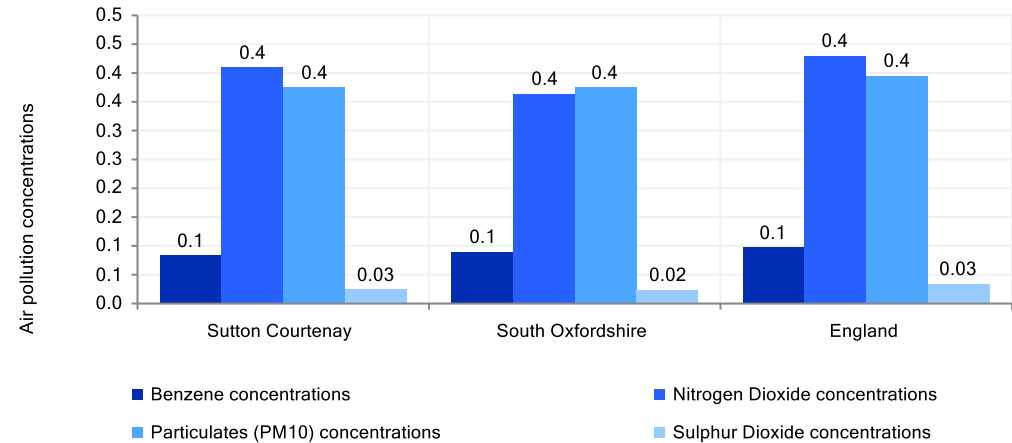 Air pollution concentrations
0.5
0.5
0.4
0.4
0.3
0.3
0.2
0.2
0.1
0.1
0.0
0.1
0.4
0.4
0.03
0.1
0.4
0.4
0.02
0.1
0.4
0.4
0.03
Sutton Courtenay
South Oxfordshire
England
Benzene concentrations
Nitrogen Dioxide concentrations
Particulates (PM10) concentrations
Sulphur Dioxide concentrations